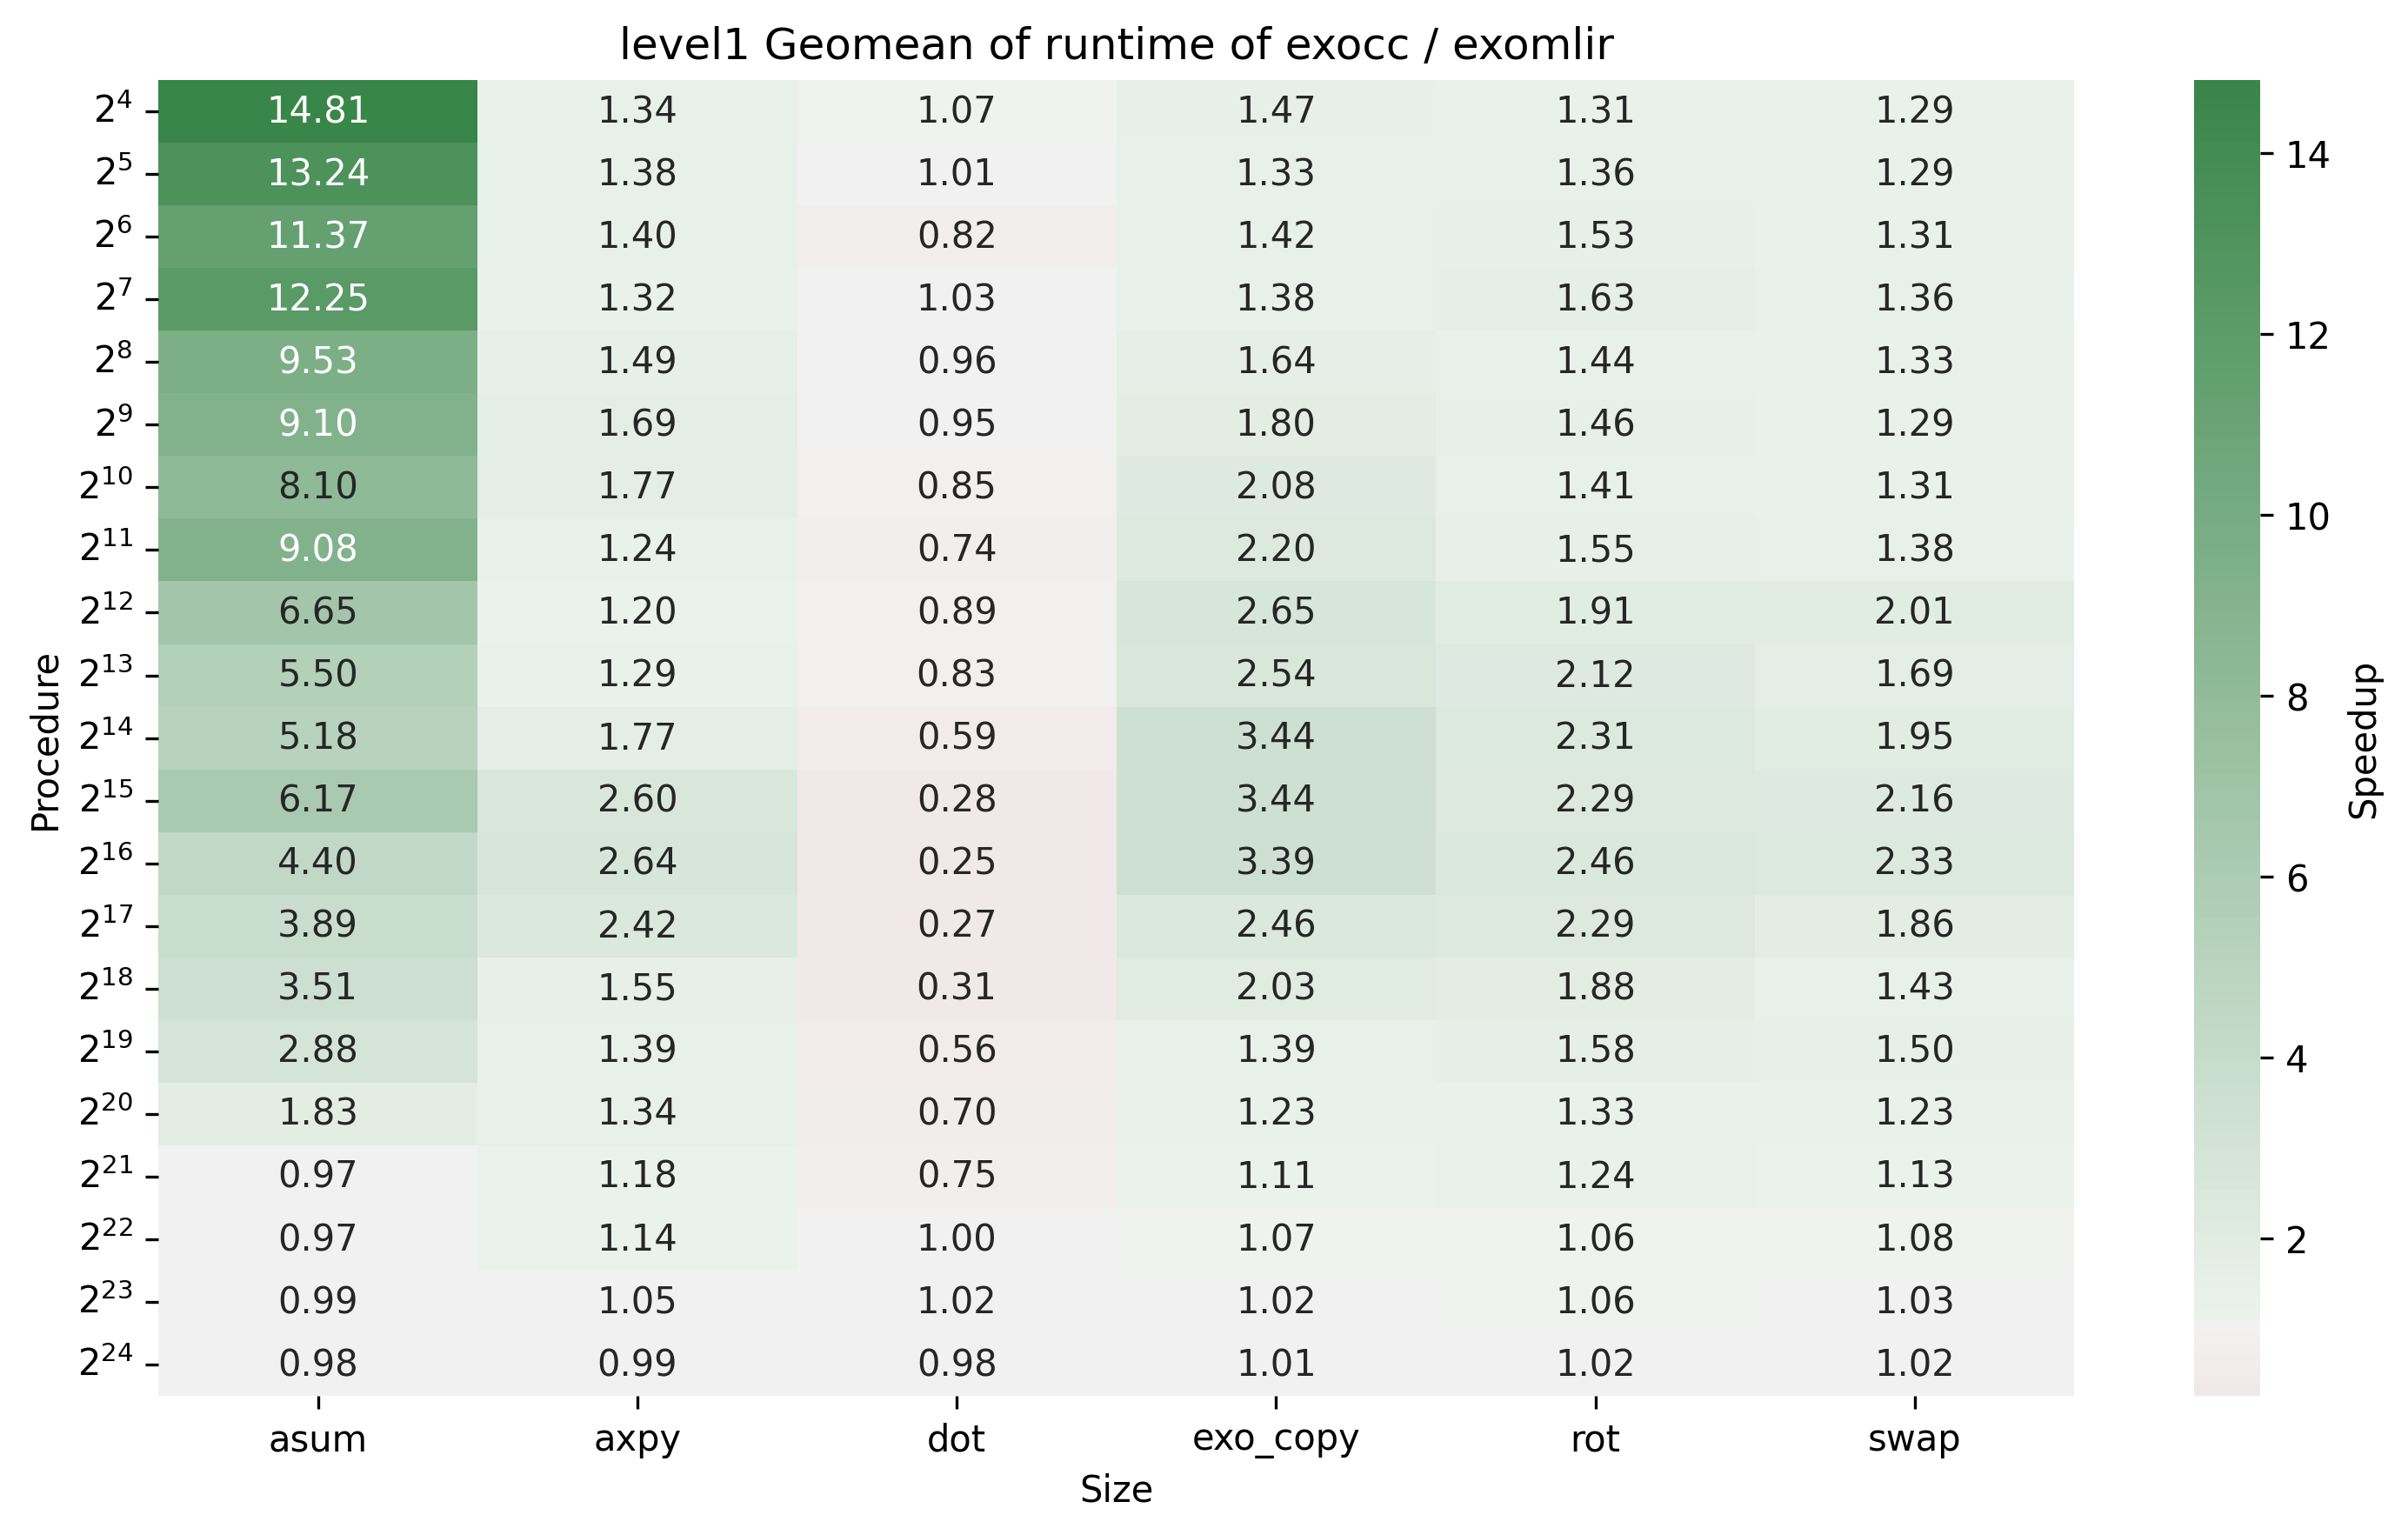 level1 Geomean of runtime of exocc / exomlir
2^4 14.81 1.34 1.07 1.47 1.31 1.29
2^5 13.24 1.38 1.01 1.33 1.36 1.29
2^6 11.37 1.40 0.82 1.42 1.53 1.31
2^7 12.25 1.32 1.03 1.38 1.63 1.36
2^8 9.53 1.49 0.96 1.64 1.44 1.33
2^9 9.10 1.69 0.95 1.80 1.46 1.29
2^10 8.10 1.77 0.85 2.08 1.41 1.31
2^11 9.08 1.24 0.74 2.20 1.55 1.38
2^12 6.65 1.20 0.89 2.65 1.91 2.01
2^13 5.50 1.29 0.83 2.54 2.12 1.69
2^14 5.18 1.77 0.59 3.44 2.31 1.95
2^15 6.17 2.60 0.28 3.44 2.29 2.16
2^16 4.40 2.64 0.25 3.39 2.46 2.33
2^17 3.89 2.42 0.27 2.46 2.29 1.86
2^18 3.51 1.55 0.31 2.03 1.88 1.43
2^19 2.88 1.39 0.56 1.39 1.58 1.50
2^20 1.83 1.34 0.70 1.23 1.33 1.23
2^21 0.97 1.18 0.75 1.11 1.24 1.13
2^22 0.97 1.14 1.00 1.07 1.06 1.08
2^23 0.99 1.05 1.02 1.02 1.06 1.03
2^24 0.98 0.99 0.98 1.01 1.02 1.02
asum axpy dot exo_copy rot swap
Size
Procedure
14
12
10
8
6
4
2
Speedup